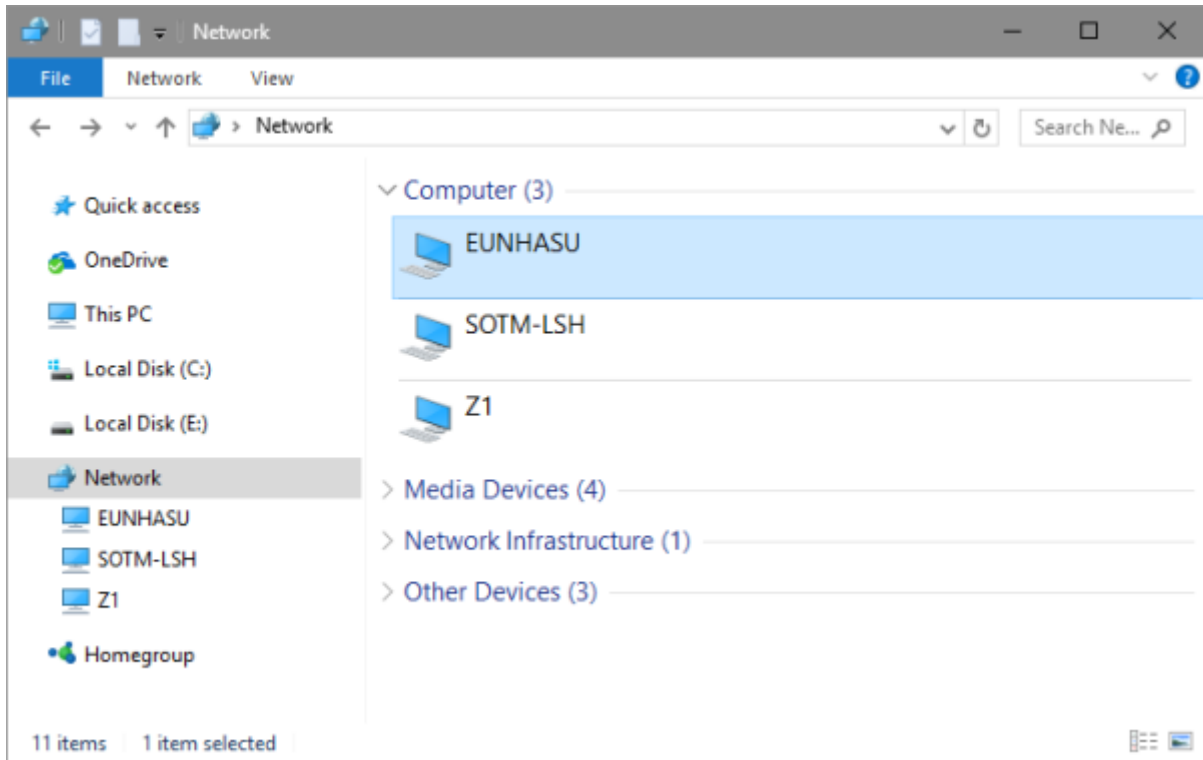 Network
File Network View
Network
Search Ne...
Quick access
OneDrive
This PC
Local Disk (C:)
Local Disk (E:)
Network
EUNHASU
SOTM-LSH
Z1
Homegroup
Computer (3)
EUNHASU
SOTM-LSH
Z1
Media Devices (4)
Network Infrastructure (1)
Other Devices (3)
11 items 1 item selected